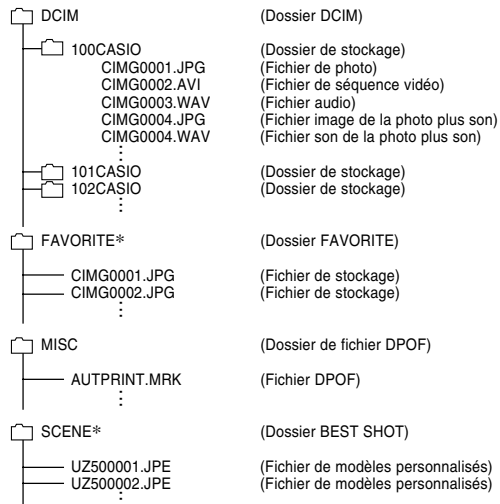 DCIM (Dossier DCIM)
100CASIO (Dossier de stockage)
CIMG0001.JPG (Fichier de photo)
CIMG0002.AVI (Fichier de séquence vidéo)
CIMG0003.WAV (Fichier audio)
CIMG0004.JPG (Fichier image de la photo plus son)
CIMG0004.WAV (Fichier son de la photo plus son)
101CASIO (Dossier de stockage)
102CASIO (Dossier de stockage)
FAVORITE* (Dossier FAVORITE)
CIMG0001.JPG (Fichier de stockage)
CIMG0002.JPG (Fichier de stockage)
MISC (Dossier de fichier DPOF)
AUTPRINT.MRK (Fichier DPOF)
SCENE* (Dossier BEST SHOT)
UZ500001.JPE (Fichier de modèles personnalisés)
UZ500002.JPE (Fichier de modèles personnalisés)